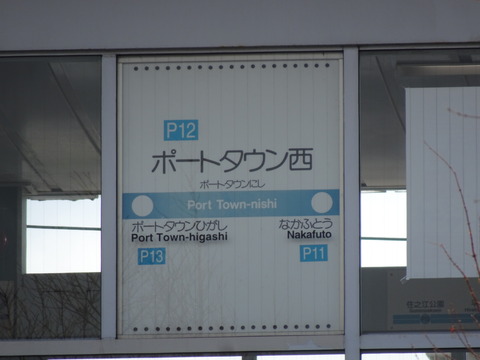 P12
ポートタウン西
ポートタウンにし
Port Town-nishi
ポートタウンひがし なかふとう
Port Town-higashi Nakafuto
P13 P11